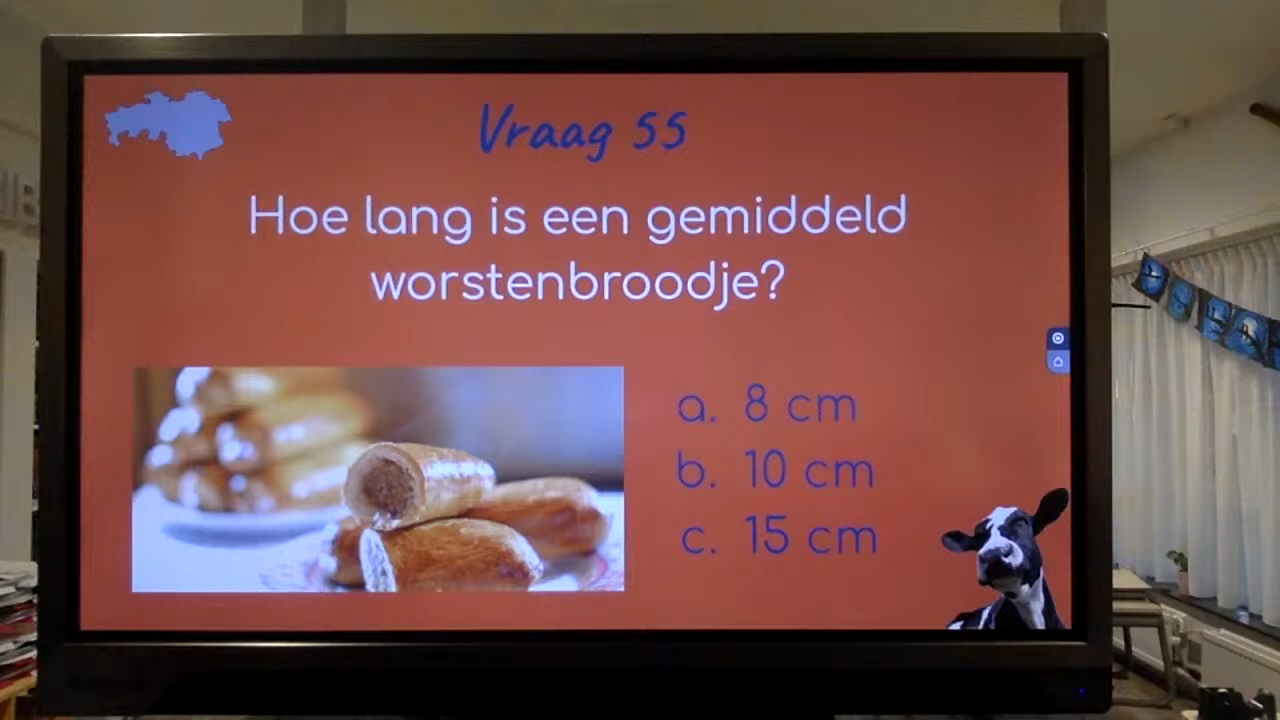 Vraag 55
Hoe lang is een gemiddeld
worstenbroodje?
a. 8 cm
b. 10 cm
c. 15 cm